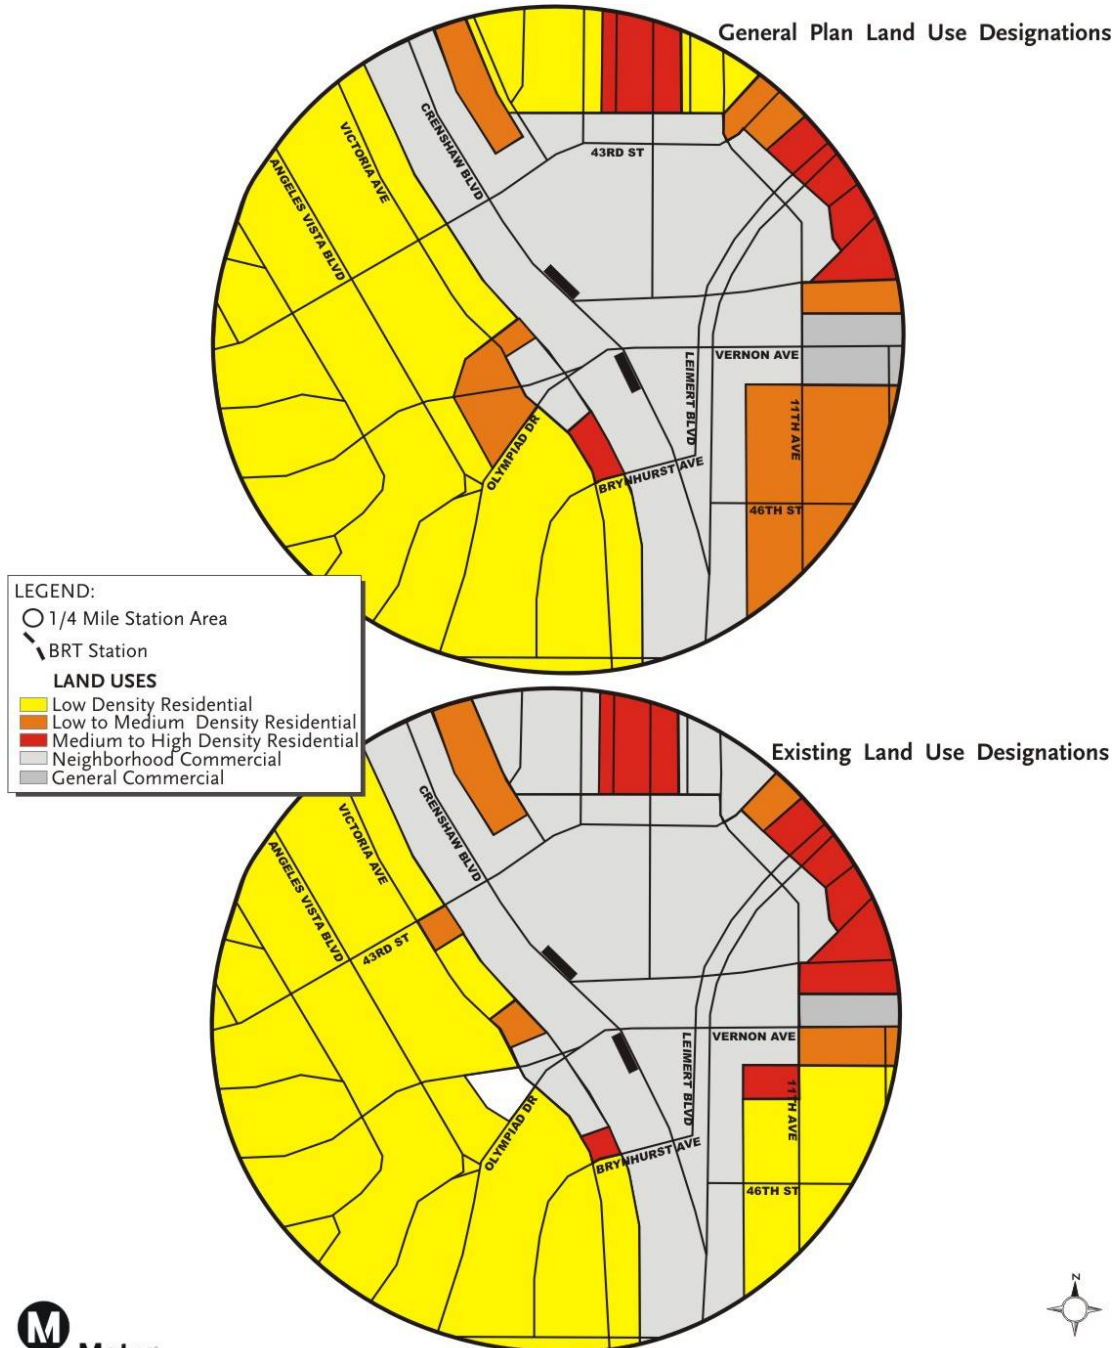 General Plan Land Use Designations
43RD ST
CRENSHAW BLVD
VICTORIA AVE
ANGELES VISTA BLVD
VERNON AVE
LEIMERT BLVD
11TH AVE
OLYMPIAD DR
BRYNHURST AVE
46TH ST
LEGEND:
1/4 Mile Station Area
BRT Station
LAND USES
Low Density Residential
Low to Medium Density Residential
Medium to High Density Residential
Neighborhood Commercial
General Commercial
Existing Land Use Designations
CRENSHAW BLVD
VICTORIA AVE
ANGELES VISTA BLVD
43RD ST
VERNON AVE
LEIMERT BLVD
11TH AVE
OLYMPIAD DR
BRYNHURST AVE
46TH ST
N
M
Metro